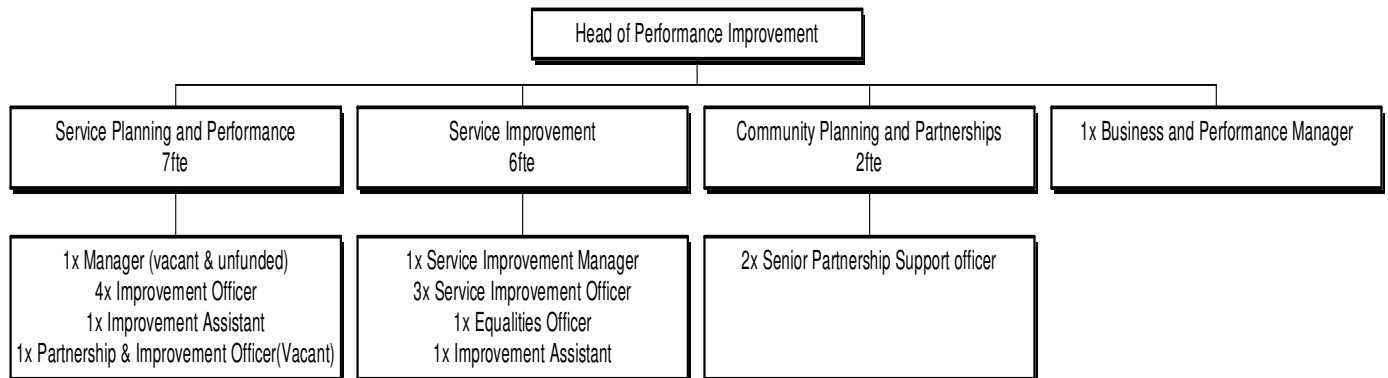 Head of Performance Improvement
Service Planning and Performance
7fte
Service Improvement
6fte
Community Planning and Partnerships
2fte
1x Business and Performance Manager
1x Manager (vacant & unfunded)
4x Improvement Officer
1x Improvement Assistant
1x Partnership & Improvement Officer(Vacant)
1x Service Improvement Manager
3x Service Improvement Officer
1x Equalities Officer
1x Improvement Assistant
2x Senior Partnership Support officer